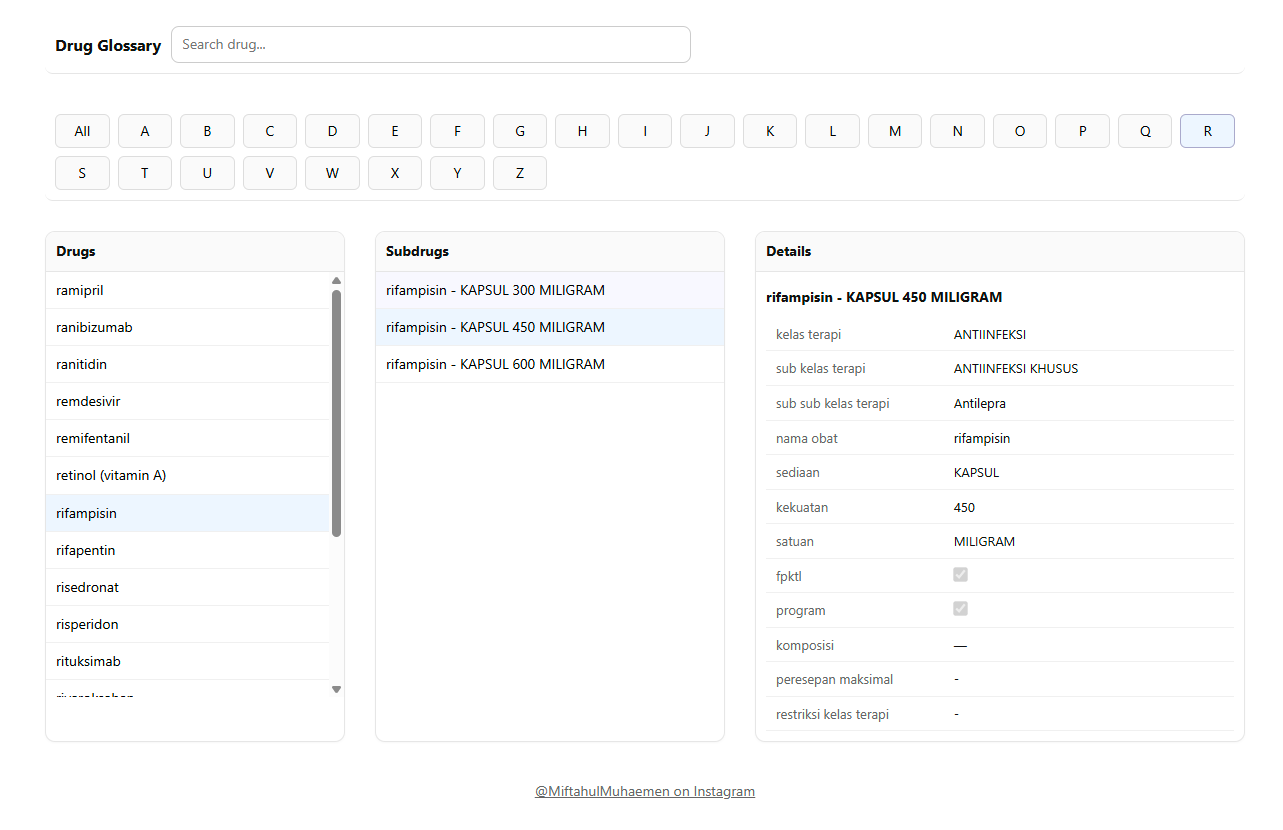 Drug Glossary
Search drug...
All A B C D E F G H I J K L M N O P Q R
S T U V W X Y Z
Drugs
ramipril
ranibizumab
ranitidin
remdesivir
remifentanil
retinol (vitamin A)
rifampisin
rifapentin
risedronat
risperidon
rituksimab
Subdrugs
rifampisin - KAPSUL 300 MILIGRAM
rifampisin - KAPSUL 450 MILIGRAM
rifampisin - KAPSUL 600 MILIGRAM
Details
rifampisin - KAPSUL 450 MILIGRAM
kelas terapi ANTIINFEKSI
sub kelas terapi ANTIINFEKSI KHUSUS
sub sub kelas terapi Antilepra
nama obat rifampisin
sediaan KAPSUL
kekuatan 450
satuan MILIGRAM
fpktl
program
komposisi —
peresepan maksimal -
restriksi kelas terapi -
@MiftahulMuhaemen on Instagram